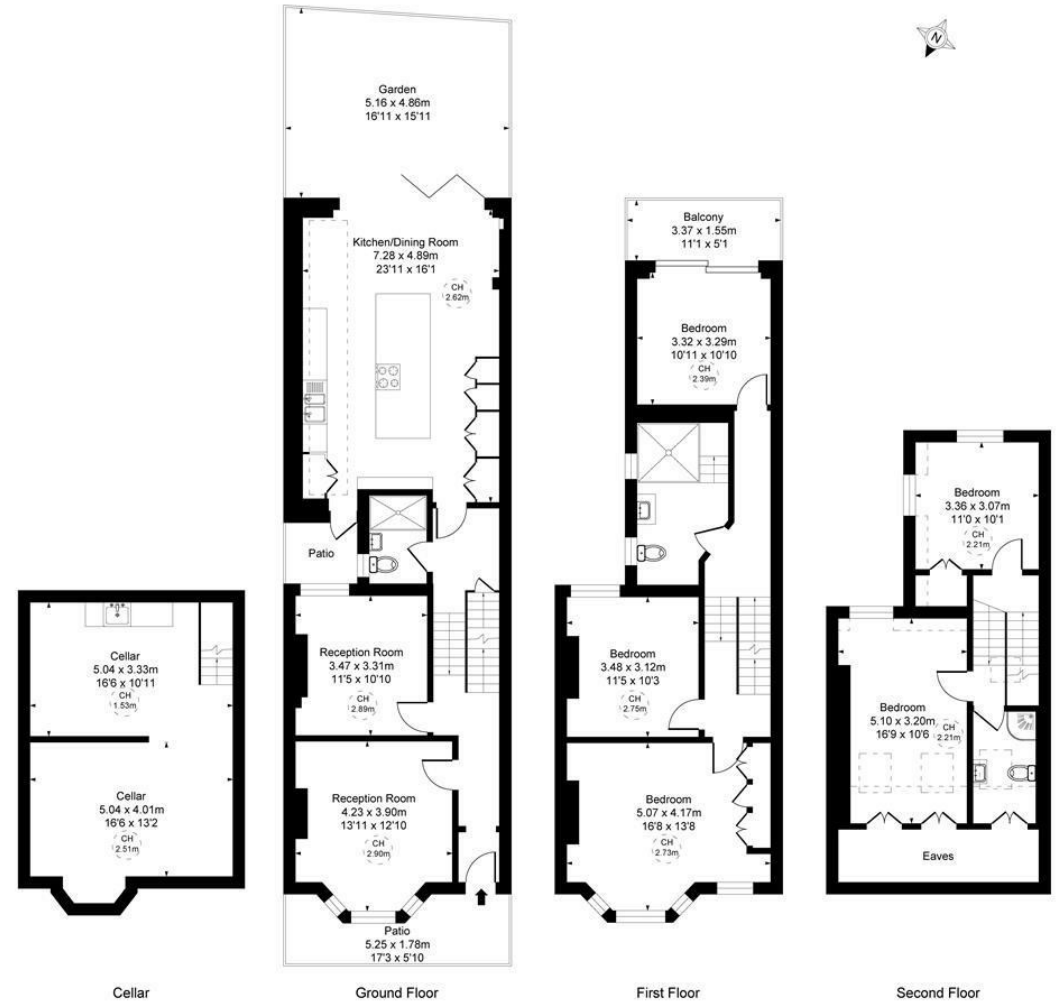 N
Garden
5.16 x 4.86m
16'11 x 15'11
Kitchen/Dining Room
7.28 x 4.89m
23'11 x 16'1
CH
2.62m
Patio
Reception Room
3.47 x 3.31m
11'5 x 10'10
CH
2.89m
Reception Room
4.23 x 3.90m
13'11 x 12'10
CH
2.90m
Patio
5.25 x 1.78m
17'3 x 5'10
Balcony
3.37 x 1.55m
11'1 x 5'1
Bedroom
3.32 x 3.29m
10'11 x 10'10
CH
2.39m
Bedroom
3.48 x 3.12m
11'5 x 10'3
CH
2.75m
Bedroom
5.07 x 4.17m
16'8 x 13'8
CH
2.73m
Bedroom
3.36 x 3.07m
11'0 x 10'1
CH
2.21m
Bedroom
5.10 x 3.20m
16'9 x 10'6
CH
2.21m
Eaves
Cellar
5.04 x 3.33m
16'6 x 10'11
CH
1.53m
Cellar
5.04 x 4.01m
16'6 x 13'2
CH
2.51m
Cellar
Ground Floor
First Floor
Second Floor